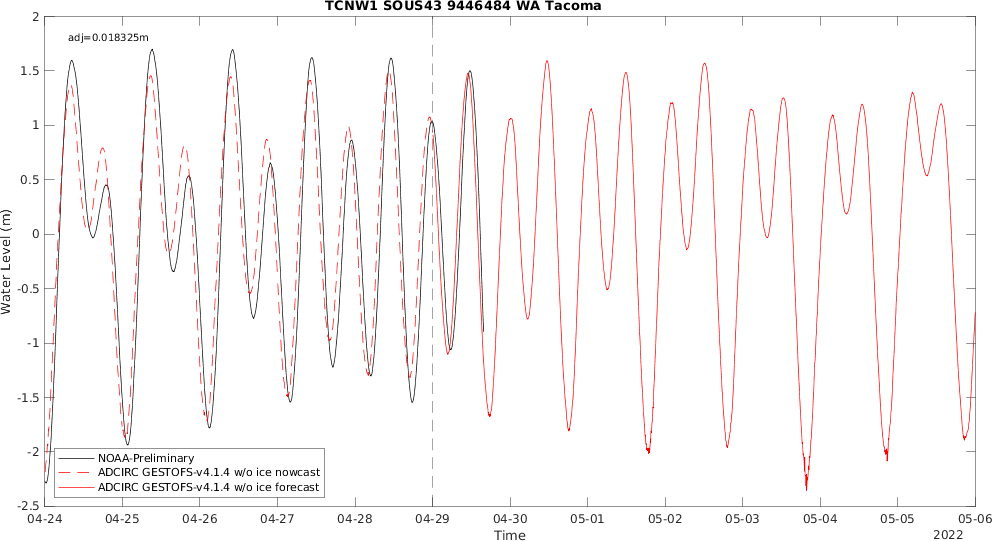 TCNW1 SOUS43 9446484 WA Tacoma
adj=0.018325m
2
1.5
1
0.5
0
-0.5
-1
-1.5
-2
-2.5
Water Level (m)
NOAA-Preliminary
ADCIRC GESTOFS-v4.1.4 w/o ice nowcast
ADCIRC GESTOFS-v4.1.4 w/o ice forecast
04-24 04-25 04-26 04-27 04-28 04-29 04-30 05-01 05-02 05-03 05-04 05-05 05-06
Time
2022